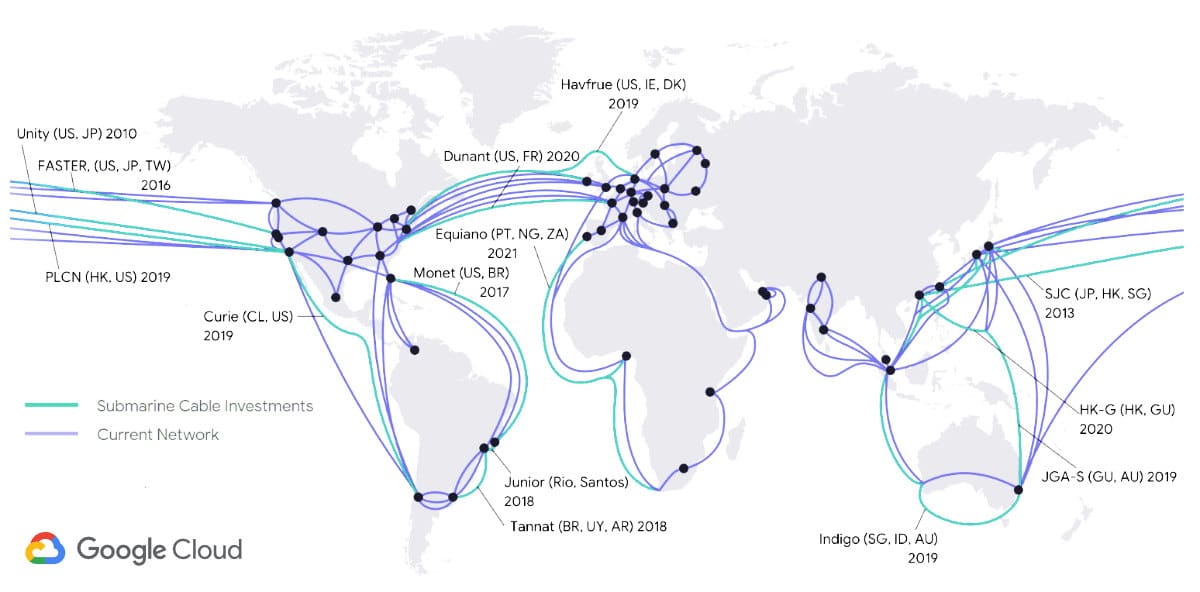 Havfrue (US, IE, DK)
2019
Unity (US, JP) 2010
FASTER, (US, JP, TW)
2016
Dunant (US, FR) 2020
Equiano (PT, NG, ZA)
2021
PLCN (HK, US) 2019
Monet (US, BR)
2017
SJC (JP, HK, SG)
2013
Curie (CL, US)
2019
Submarine Cable Investments
Current Network
HK-G (HK, GU)
2020
JGA-S (GU, AU) 2019
Junior (Rio, Santos)
2018
Tannat (BR, UY, AR) 2018
Indigo (SG, ID, AU)
2019
Google Cloud